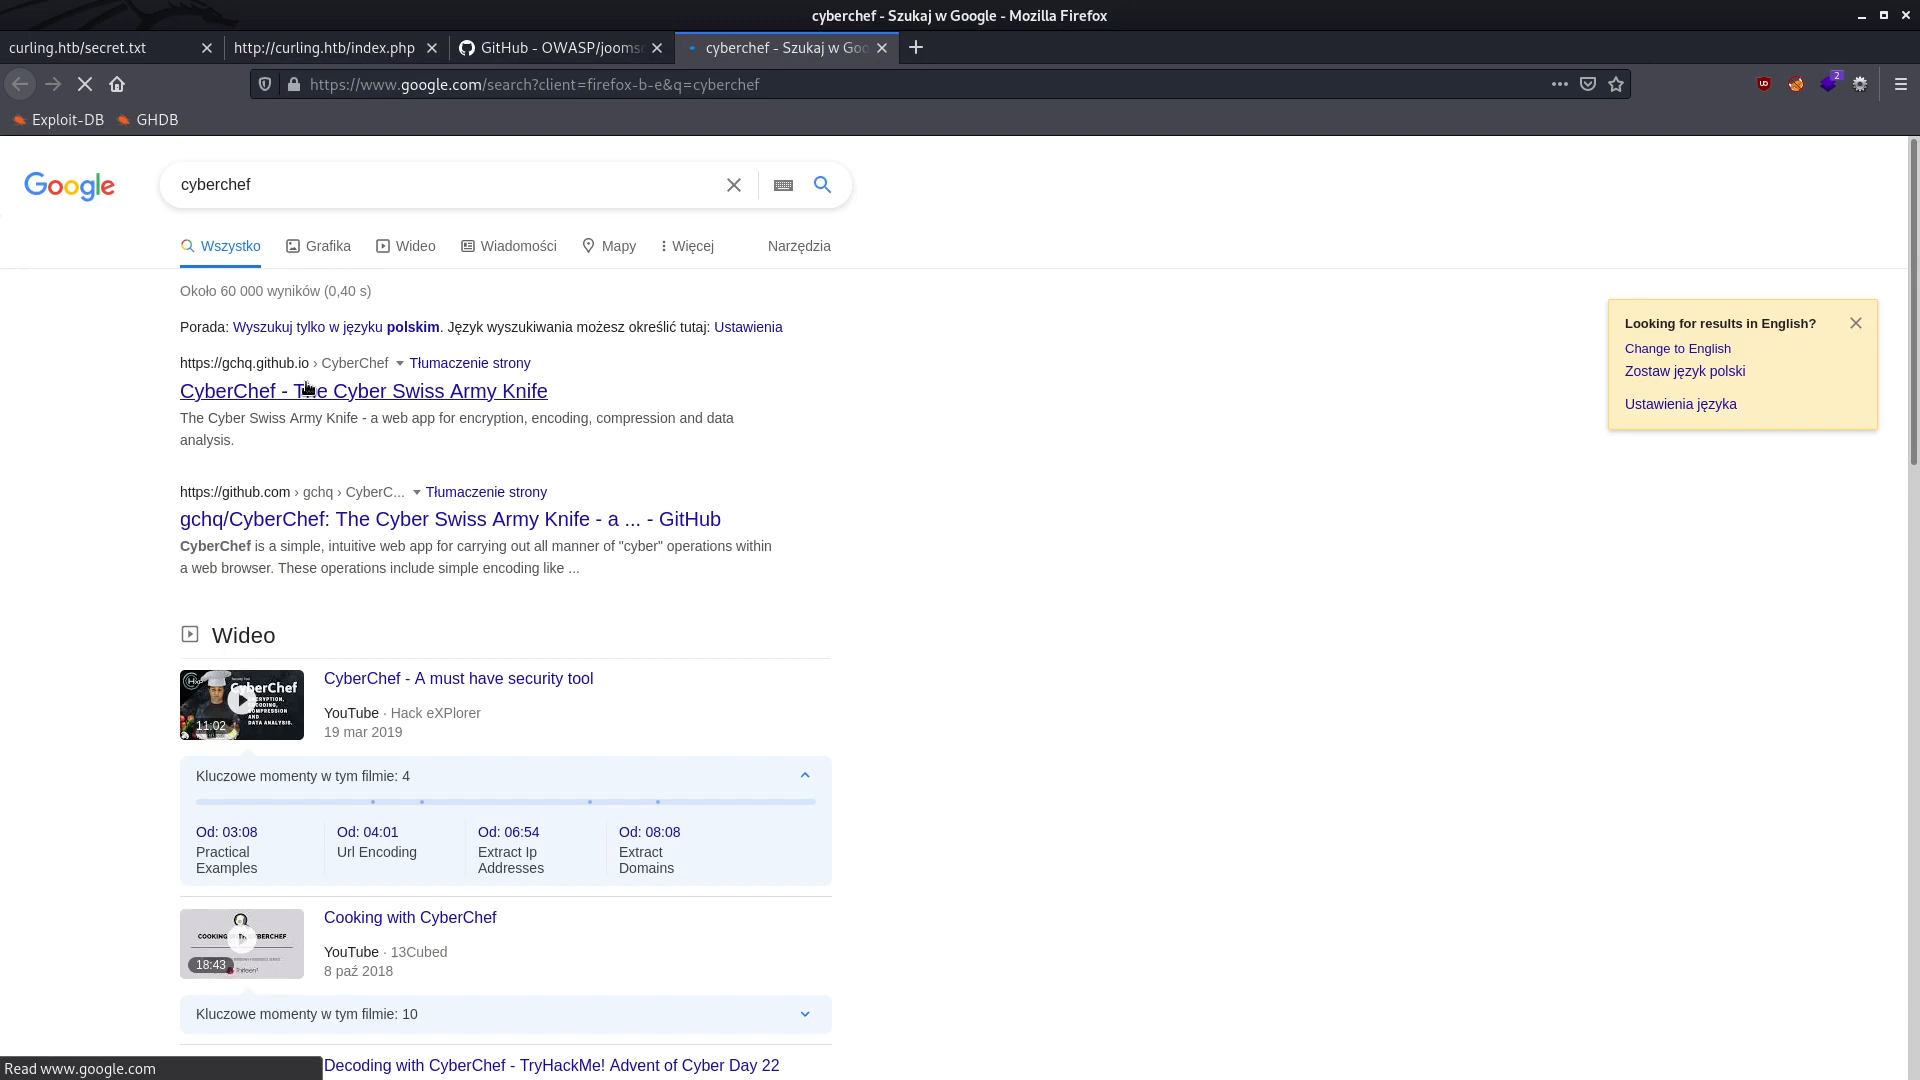 cyberchef - Szukaj w Google - Mozilla Firefox
curling.htb/secret.txt
http://curling.htb/index.php
GitHub - OWASP/joomsc
cyberchef - Szukaj w Goo
https://www.google.com/search?client=firefox-b-e&q=cyberchef
2
Exploit-DB
GHDB
Google
cyberchef
Wszystko Grafika Wideo Wiadomości Mapy Więcej Narzędzia
Około 60 000 wyników (0,40 s)
Porada: Wyszukuj tylko w języku polskim. Język wyszukiwania możesz określić tutaj: Ustawienia
https://gchq.github.io › CyberChef Tłumaczenie strony
CyberChef - The Cyber Swiss Army Knife
The Cyber Swiss Army Knife - a web app for encryption, encoding, compression and data
analysis.
https://github.com › gchq › CyberC... Tłumaczenie strony
gchq/CyberChef: The Cyber Swiss Army Knife - a ... - GitHub
CyberChef is a simple, intuitive web app for carrying out all manner of "cyber" operations within
a web browser. These operations include simple encoding like ...
Looking for results in English?
Change to English
Zostaw język polski
Ustawienia języka
Wideo
CyberChef
DATA ANALYSIS.
11:02
CyberChef - A must have security tool
YouTube · Hack eXPlorer
19 mar 2019
Kluczowe momenty w tym filmie: 4
Od: 03:08
Practical
Examples
Od: 04:01
Url Encoding
Od: 06:54
Extract Ip
Addresses
Od: 08:08
Extract
Domains
18:43
Cooking with CyberChef
YouTube · 13Cubed
8 paź 2018
Kluczowe momenty w tym filmie: 10
Decoding with CyberChef - TryHackMe! Advent of Cyber Day 22
Read www.google.com